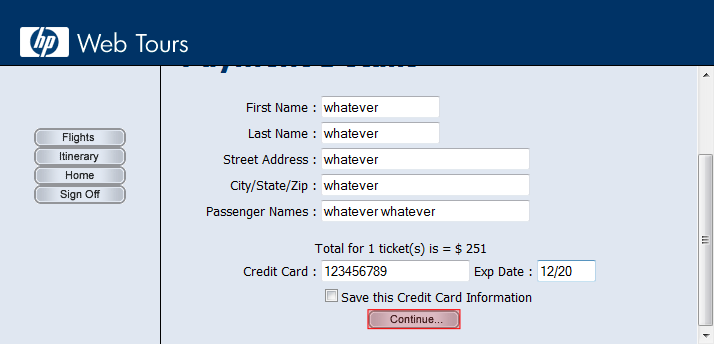 hp Web Tours
Payment Details
Flights
Itinerary
Home
Sign Off
First Name : whatever
Last Name : whatever
Street Address : whatever
City/State/Zip : whatever
Passenger Names : whatever whatever
Total for 1 ticket(s) is = $ 251
Credit Card : 123456789 Exp Date : 12/20
Save this Credit Card Information
Continue...